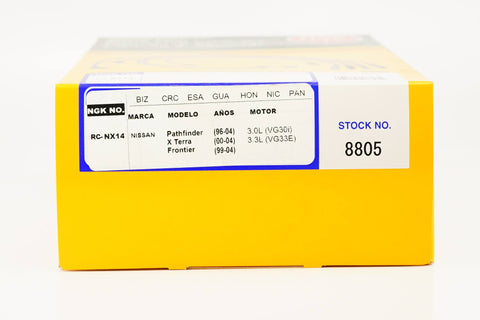 BIZ CRC ESA GUA HON NIC PAN
NGK NO. MARCA MODELO AÑOS MOTOR
RC-NX14 NISSAN Pathfinder (96-04) 3.0L (VG30i)
X Terra (00-04) 3.3L (VG33E)
Frontier (99-04)
STOCK NO.
8805